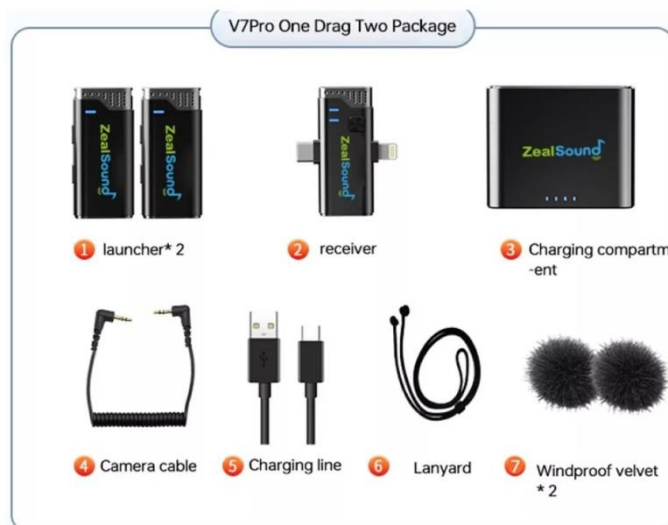 V7Pro One Drag Two Package
ZealSound
ZealSound
ZealSound
ZealSound
1 launcher* 2
2 receiver
3 Charging compartm
-ent
4 Camera cable
5 Charging line
6 Lanyard
7 Windproof velvet
* 2